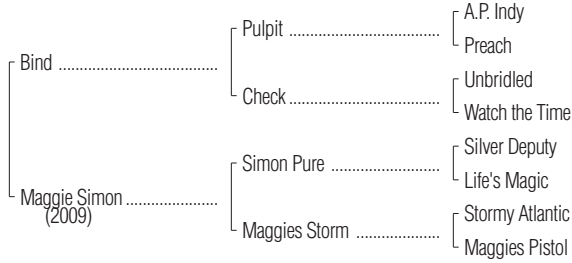 A.P. Indy
Pulpit ..............................
Preach
Bind ......................................
Unbridled
Check ..............................
Watch the Time
Silver Deputy
Simon Pure .....................
Life's Magic
Maggie Simon .....................
(2009)
Stormy Atlantic
Maggies Storm ................
Maggies Pistol